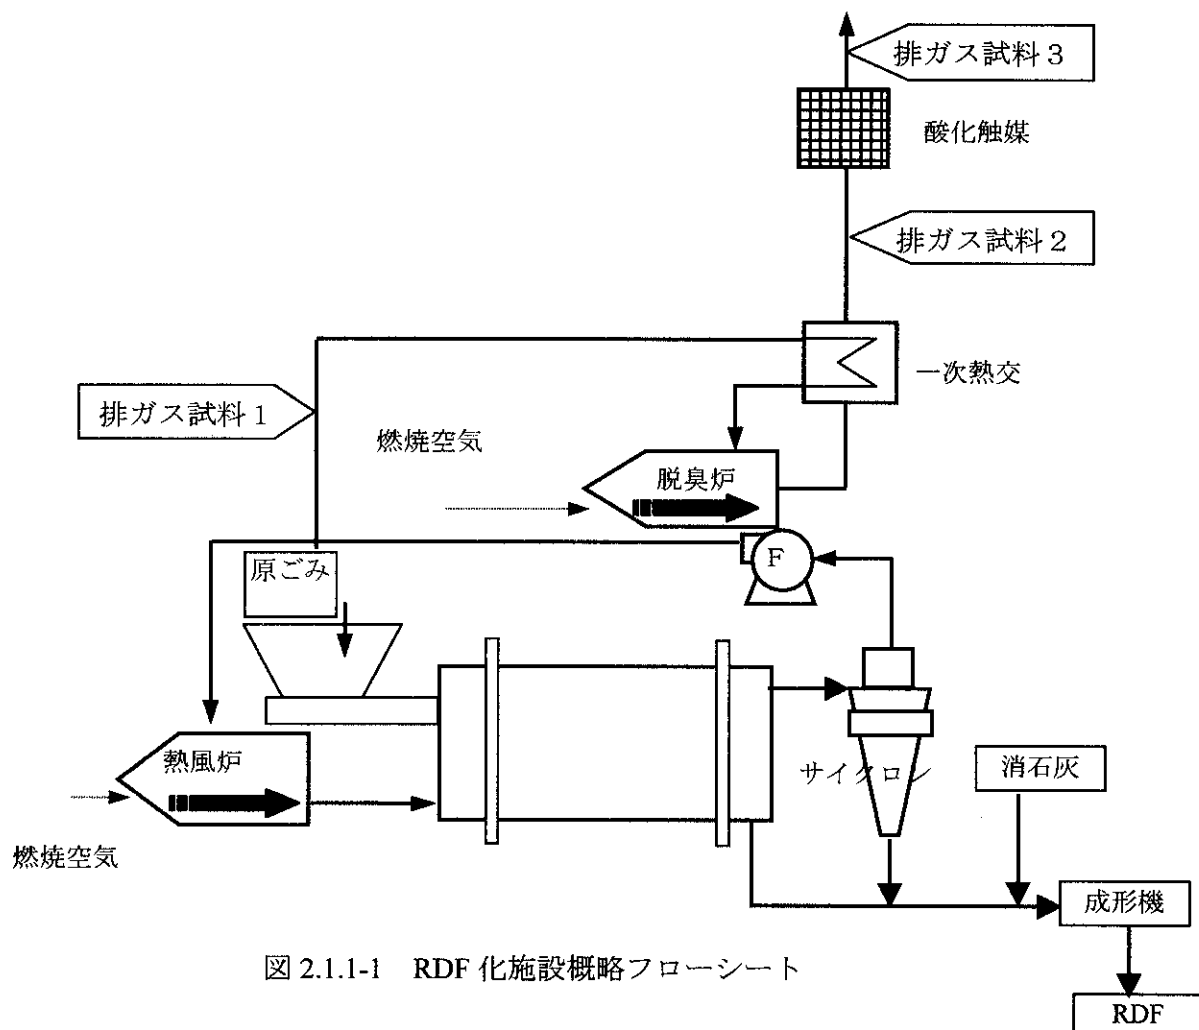 排ガス試料3
酸化触媒
排ガス試料2
一次熱交
排ガス試料1
燃焼空気
脱臭炉
F
原ごみ
熱風炉
サイクロン
消石灰
燃焼空気
成形機
図 2.1.1-1 RDF 化施設概略フローシート
RDF